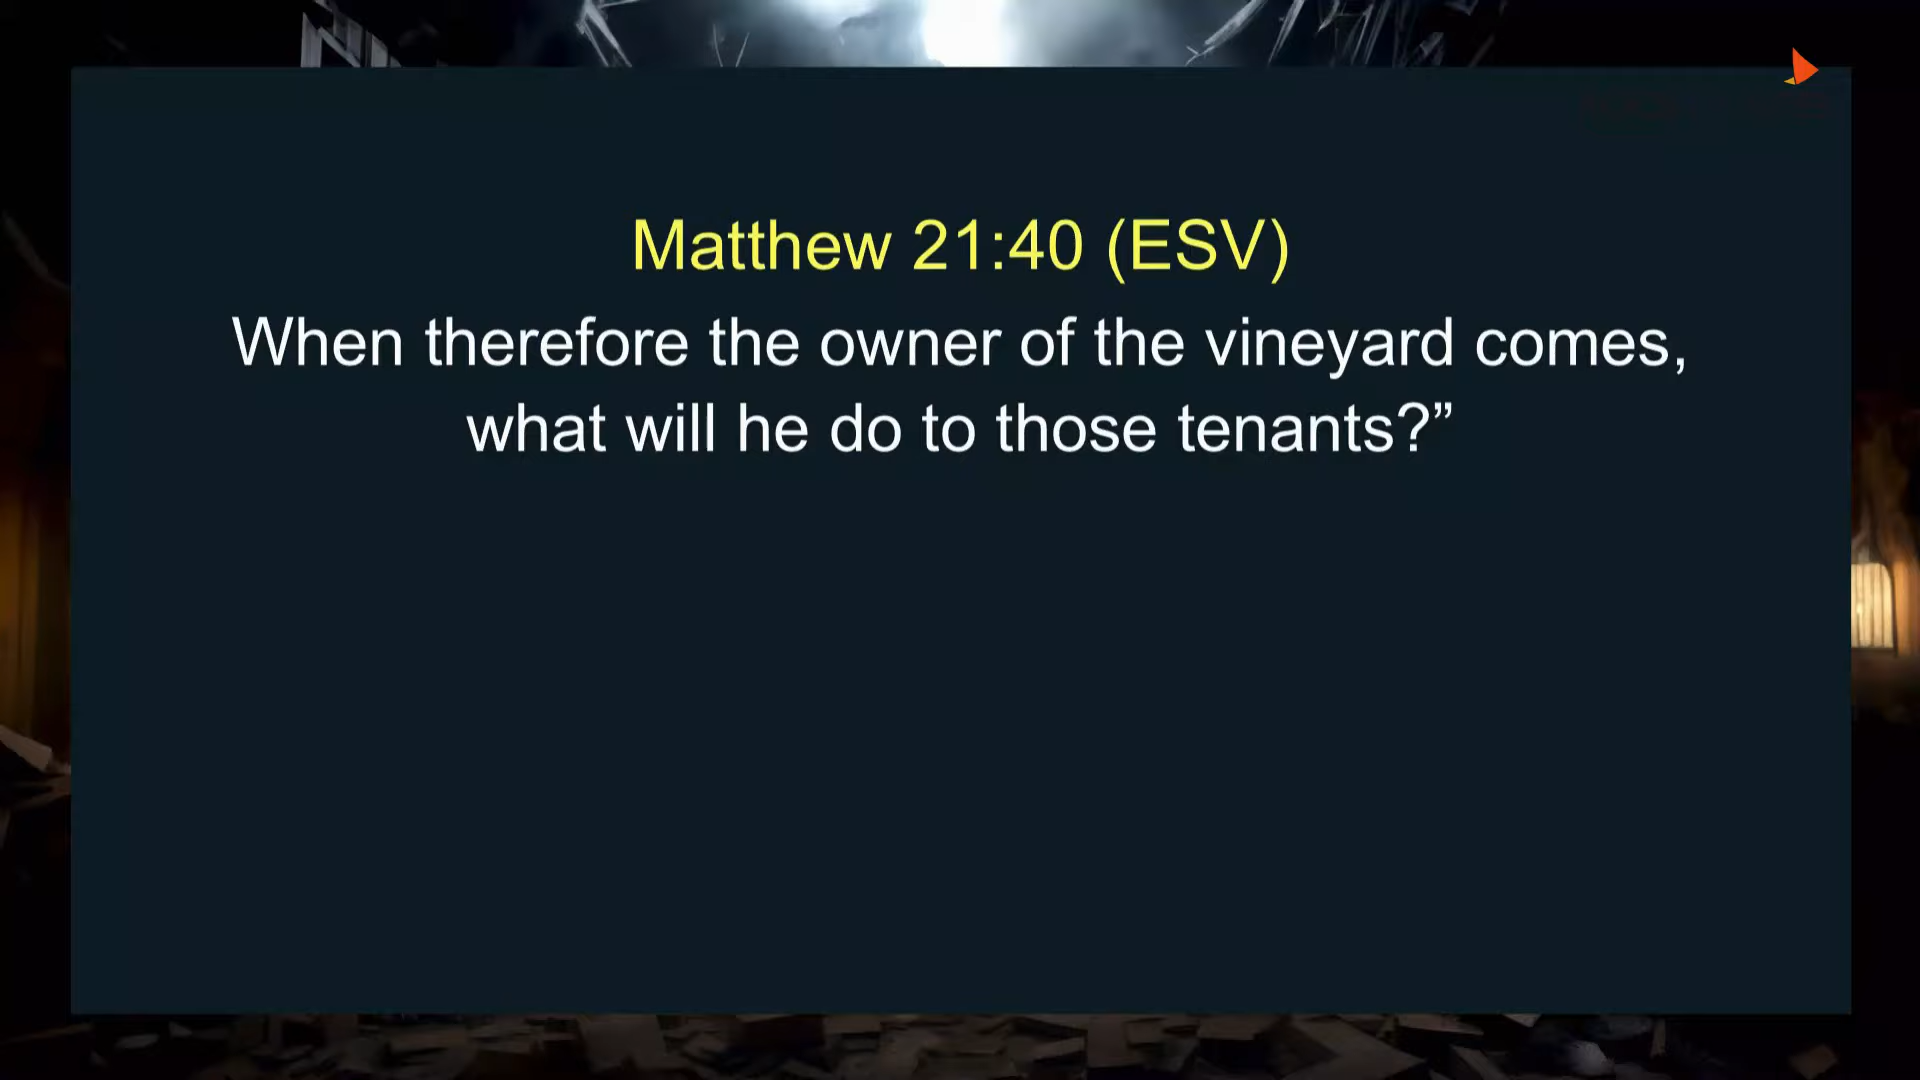 Matthew 21:40 (ESV)
When therefore the owner of the vineyard comes,
what will he do to those tenants?”